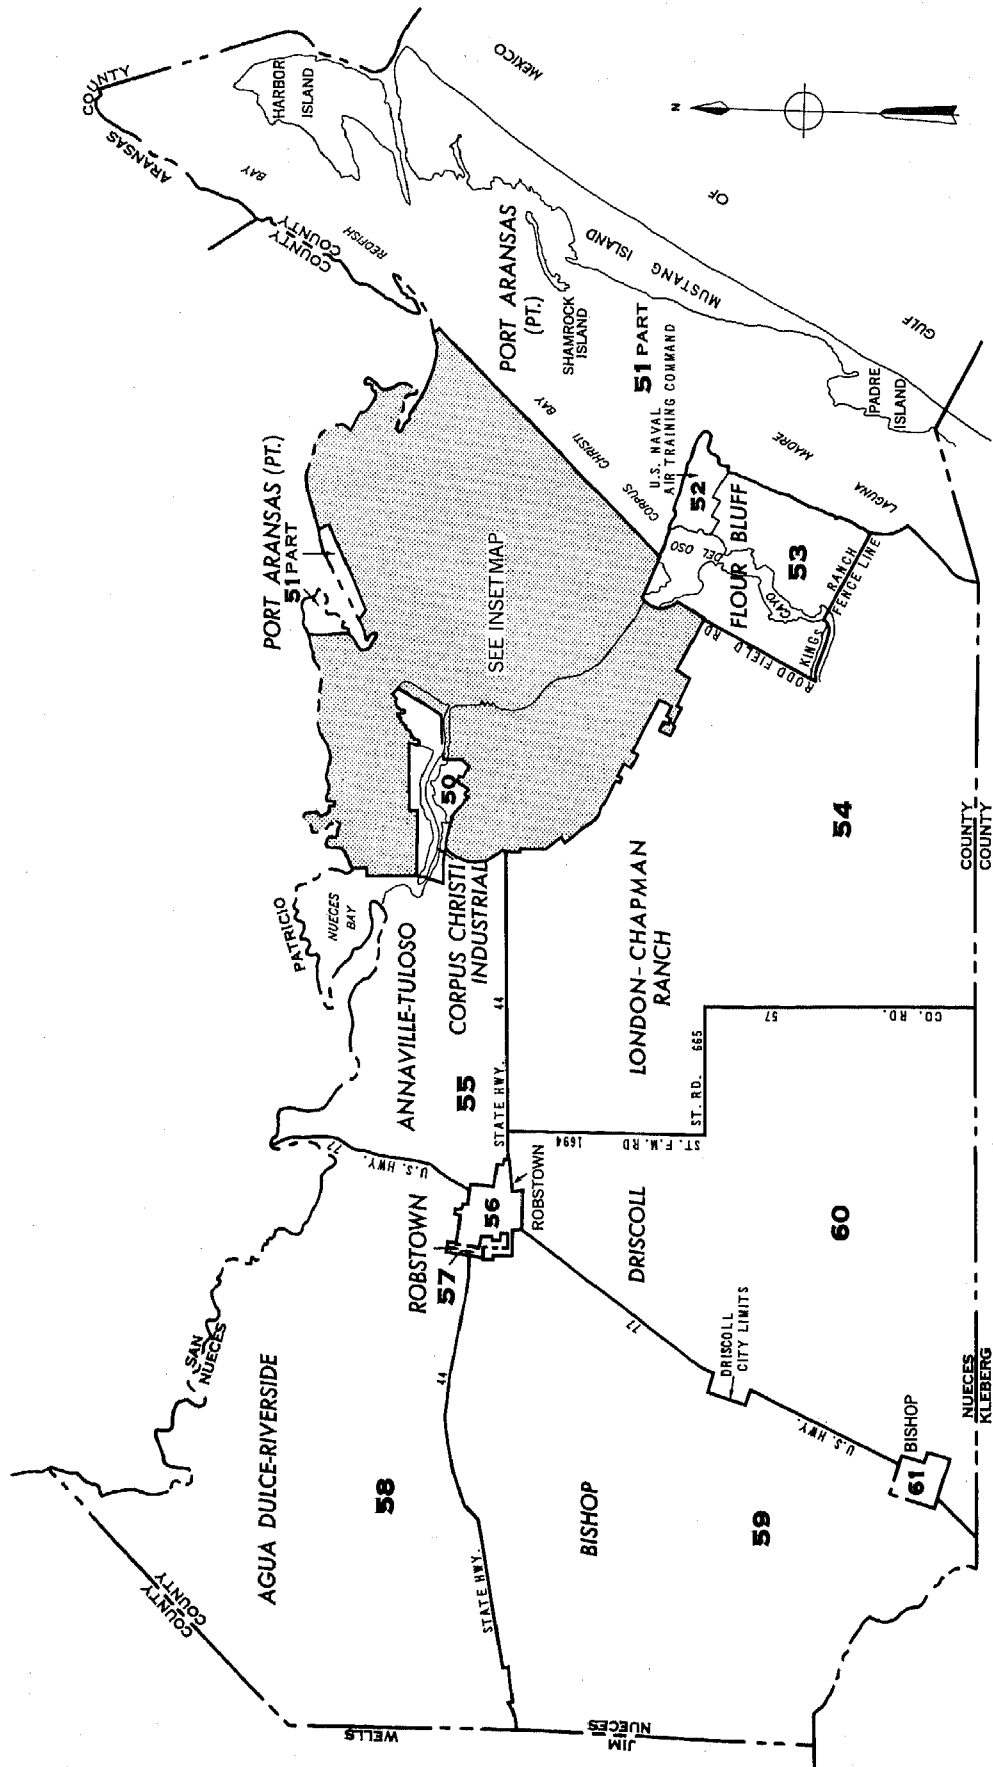 COUNTY
ARANSAS
HARBOR
ISLAND
BAY
REDFISH
COUNTY
COUNTY
MEXICO
OF
GULF
N
PORT ARANSAS
(PT.)
SHAMROCK
ISLAND
MUSTANG
ISLAND
PADRE
ISLAND
51 PART
U.S. NAVAL
AIR TRAINING COMMAND
CORPUS
CHRISTI
BAY
LAGUNA
MADRE
PORT ARANSAS (PT.)
51 PART
SEE INSET MAP
52
FLOUR BLUFF
53
CAYO
DEL OSO
KINGS RANCH
FENCE LINE
RODD FIELD RD
50
CORPUS CHRISTI
INDUSTRIAL
PATRICIO
NUECES
BAY
ANNAVILLE-TULOSO
55
STATE HWY. 44
LONDON-CHAPMAN
RANCH
54
ST. RD. 665
57 CO. RD.
1694 ST. F.M. RD
COUNTY
COUNTY
77 U.S. HWY.
ROBSTOWN
57
56
ROBSTOWN
DRISCOLL
60
77
DRISCOLL
CITY LIMITS
U.S. HWY.
BISHOP
61
NUECES
KLEBERG
SAN
NUECES
AGUA DULCE-RIVERSIDE
58
44
STATE HWY.
BISHOP
59
COUNTY
COUNTY
WELLS
JIM
NUECES